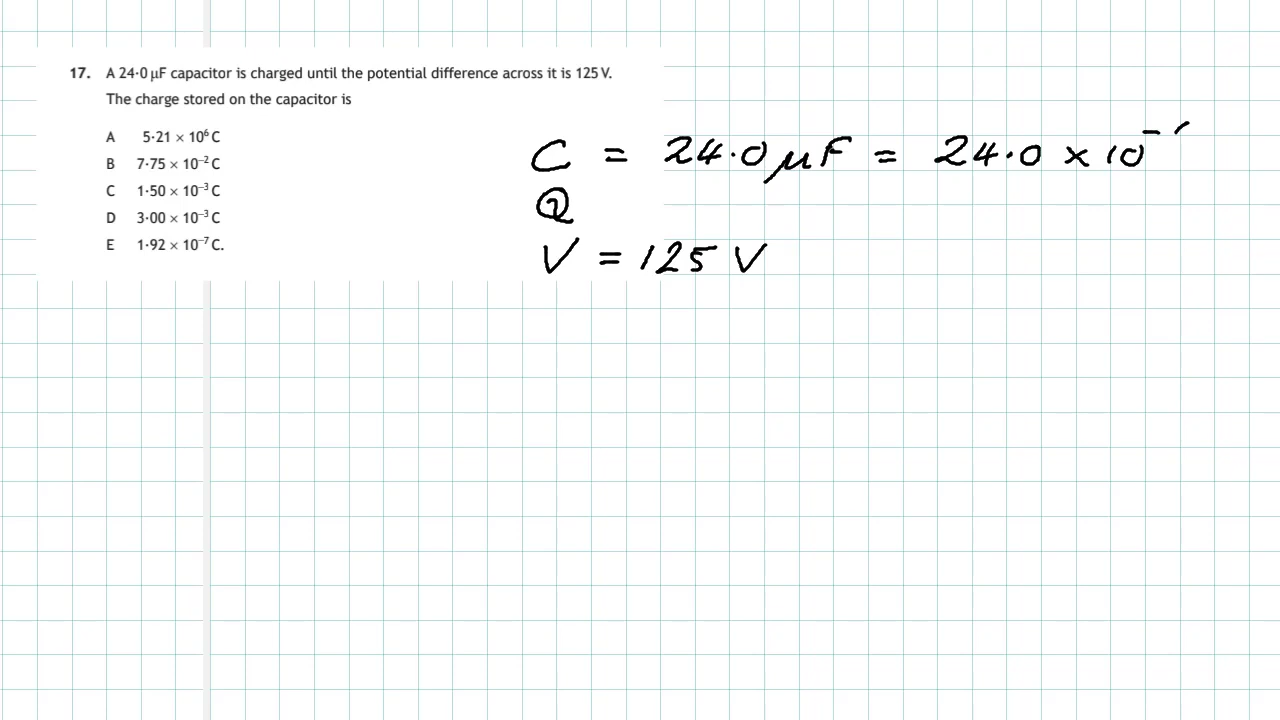 17. A 24·0 μF capacitor is charged until the potential difference across it is 125 V.
The charge stored on the capacitor is
A 5·21 × 10⁶ C
B 7·75 × 10⁻² C
C 1·50 × 10⁻³ C
D 3·00 × 10⁻³ C
E 1·92 × 10⁻⁷ C.
C = 24.0 μF = 24.0 × 10⁻
Q
V = 125 V